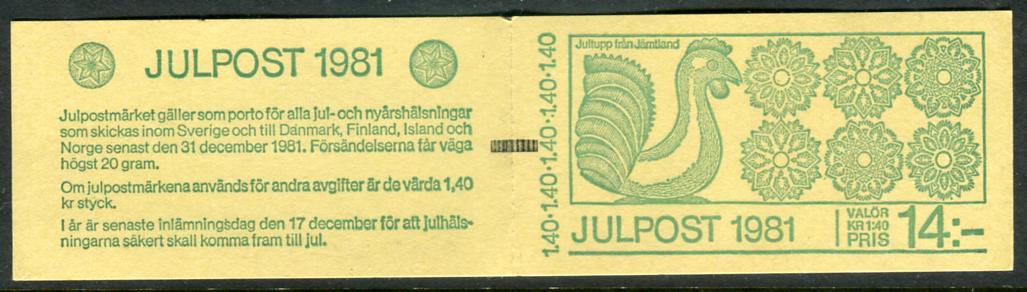 JULPOST 1981
Julpostmärket gäller som porto för alla jul- och nyårshälsningar
som skickas inom Sverige och till Danmark, Finland, Island och
Norge senast den 31 december 1981. Försändelserna får väga
högst 20 gram.
Om julpostmärkena används för andra avgifter är de värda 1,40
kr styck.
I år är senaste inlämningsdag den 17 december för att julhäls-
ningarna säkert skall komma fram till jul.
1.40·1.40·1.40·1.40·1.40
Jultupp från Jämtland
JULPOST 1981
VALÖR
KR 1:40
PRIS
14:-